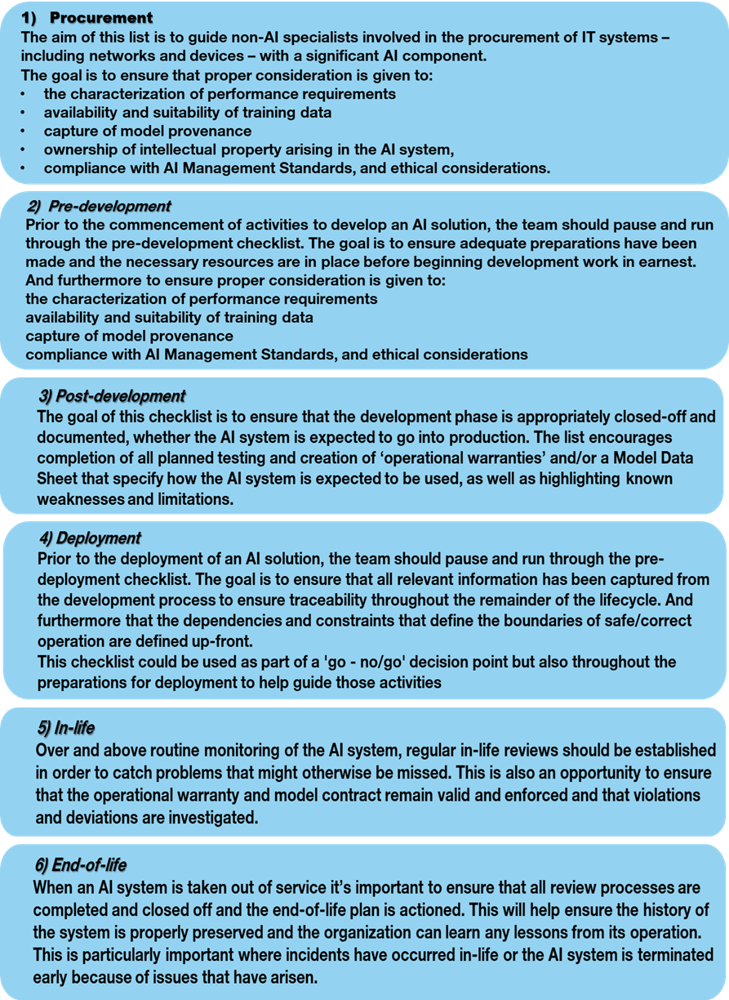 1) Procurement
The aim of this list is to guide non-AI specialists involved in the procurement of IT systems –
including networks and devices – with a significant AI component.
The goal is to ensure that proper consideration is given to:
• the characterization of performance requirements
• availability and suitability of training data
• capture of model provenance
• ownership of intellectual property arising in the AI system,
• compliance with AI Management Standards, and ethical considerations.
2) Pre-development
Prior to the commencement of activities to develop an AI solution, the team should pause and run
through the pre-development checklist. The goal is to ensure adequate preparations have been
made and the necessary resources are in place before beginning development work in earnest.
And furthermore to ensure proper consideration is given to:
the characterization of performance requirements
availability and suitability of training data
capture of model provenance
compliance with AI Management Standards, and ethical considerations
3) Post-development
The goal of this checklist is to ensure that the development phase is appropriately closed-off and
documented, whether the AI system is expected to go into production. The list encourages
completion of all planned testing and creation of ‘operational warranties’ and/or a Model Data
Sheet that specify how the AI system is expected to be used, as well as highlighting known
weaknesses and limitations.
4) Deployment
Prior to the deployment of an AI solution, the team should pause and run through the pre-
deployment checklist. The goal is to ensure that all relevant information has been captured from
the development process to ensure traceability throughout the remainder of the lifecycle. And
furthermore that the dependencies and constraints that define the boundaries of safe/correct
operation are defined up-front.
This checklist could be used as part of a 'go - no/go' decision point but also throughout the
preparations for deployment to help guide those activities
5) In-life
Over and above routine monitoring of the AI system, regular in-life reviews should be established
in order to catch problems that might otherwise be missed. This is also an opportunity to ensure
that the operational warranty and model contract remain valid and enforced and that violations
and deviations are investigated.
6) End-of-life
When an AI system is taken out of service it’s important to ensure that all review processes are
completed and closed off and the end-of-life plan is actioned. This will help ensure the history of
the system is properly preserved and the organization can learn any lessons from its operation.
This is particularly important where incidents have occurred in-life or the AI system is terminated
early because of issues that have arisen.